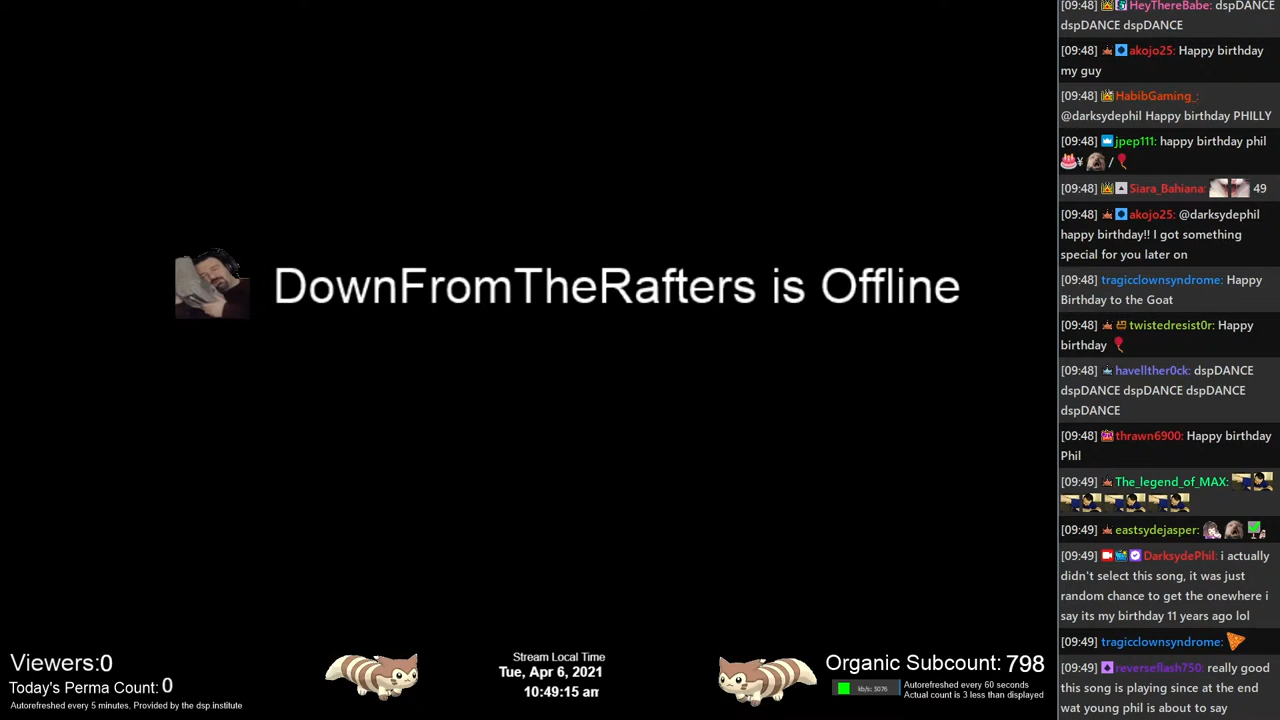 DownFromTheRafters is Offline
Viewers:0
Today's Perma Count: 0
Autorefreshed every 5 minutes, Provided by the dsp.institute
Stream Local Time
Tue, Apr 6, 2021
10:49:15 am
Organic Subcount: 798
kb/s: 3076
Autorefreshed every 60 seconds
Actual count is 3 less than displayed
[09:48] HeyThereBabe: dspDANCE
dspDANCE dspDANCE
[09:48] akojo25: Happy birthday
my guy
[09:48] HabibGaming_:
@darksydephil Happy birthday PHILLY
[09:48] jpep111: happy birthday phil
¥ /
[09:48] Siara_Bahiana: 49
[09:48] akojo25: @darksydephil
happy birthday!! I got something
special for you later on
[09:48] tragicclownsyndrome: Happy
Birthday to the Goat
[09:48] twistedresist0r: Happy
birthday
[09:48] havellther0ck: dspDANCE
dspDANCE dspDANCE dspDANCE
dspDANCE
[09:48] thrawn6900: Happy birthday
Phil
[09:49] The_legend_of_MAX:
[09:49] eastsydejasper:
[09:49] DarksydePhil: i actually
didn't select this song, it was just
random chance to get the onewhere i
say its my birthday 11 years ago lol
[09:49] tragicclownsyndrome:
[09:49] reverseflash750: really good
this song is playing since at the end
wat young phil is about to say